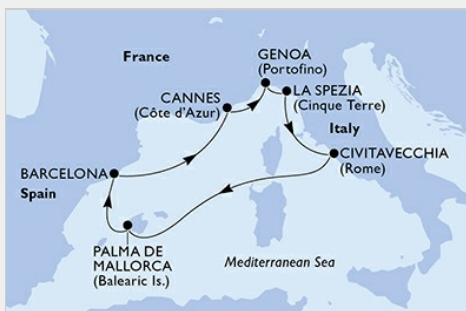 France
GENOA
(Portofino)
CANNES
(Côte d'Azur)
LA SPEZIA
(Cinque Terre)
Italy
BARCELONA
Spain
CIVITAVECCHIA
(Rome)
PALMA DE
MALLORCA
(Balearic Is.)
Mediterranean Sea